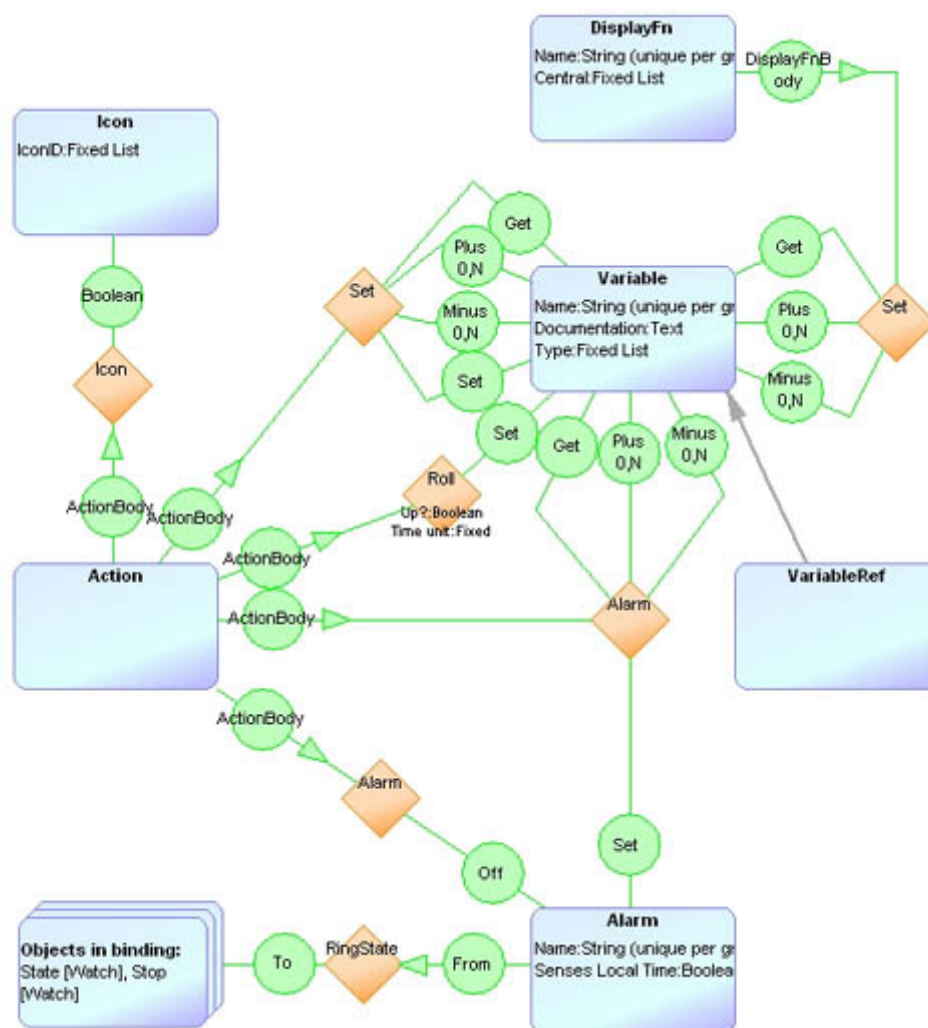 DisplayFn
Name:String (unique per gr
Central:Fixed List
DisplayFnB
ody
Icon
IconID:Fixed List
Boolean
Icon
ActionBody
Set
ActionBody
Get
Plus
0,N
Minus
0,N
Set
Variable
Name:String (unique per gr
Documentation:Text
Type:Fixed List
Get
Plus
0,N
Minus
0,N
Set
Set
Get
Plus
0,N
Minus
0,N
Roll
Up?:Boolean
Time unit:Fixed
ActionBody
Action
ActionBody
Alarm
VariableRef
ActionBody
Alarm
Off
Set
Objects in binding:
State [Watch], Stop
[Watch]
To
RingState
From
Alarm
Name:String (unique per gr
Senses Local Time:Boolea